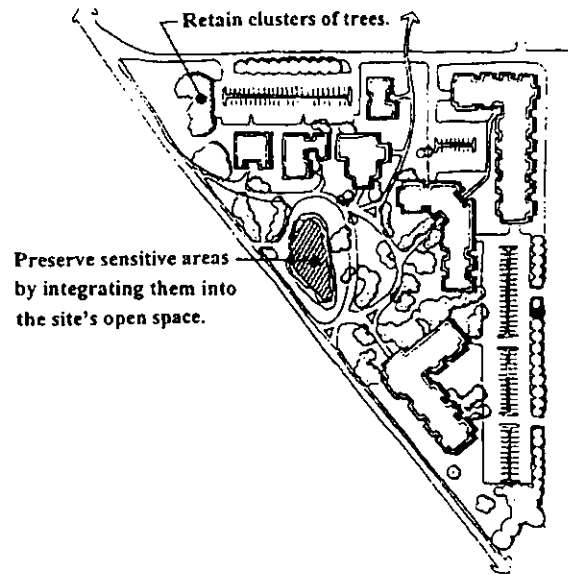 Retain clusters of trees.
Preserve sensitive areas
by integrating them into
the site's open space.